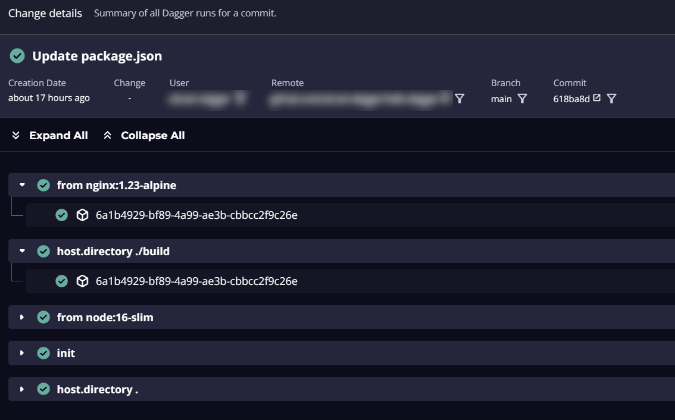 Change details Summary of all Dagger runs for a commit.
Update package.json
Creation Date Change User Remote Branch Commit
about 17 hours ago - main 618ba8d
Expand All Collapse All
from nginx:1.23-alpine
6a1b4929-bf89-4a99-ae3b-cbbcc2f9c26e
host.directory ./build
6a1b4929-bf89-4a99-ae3b-cbbcc2f9c26e
from node:16-slim
init
host.directory .